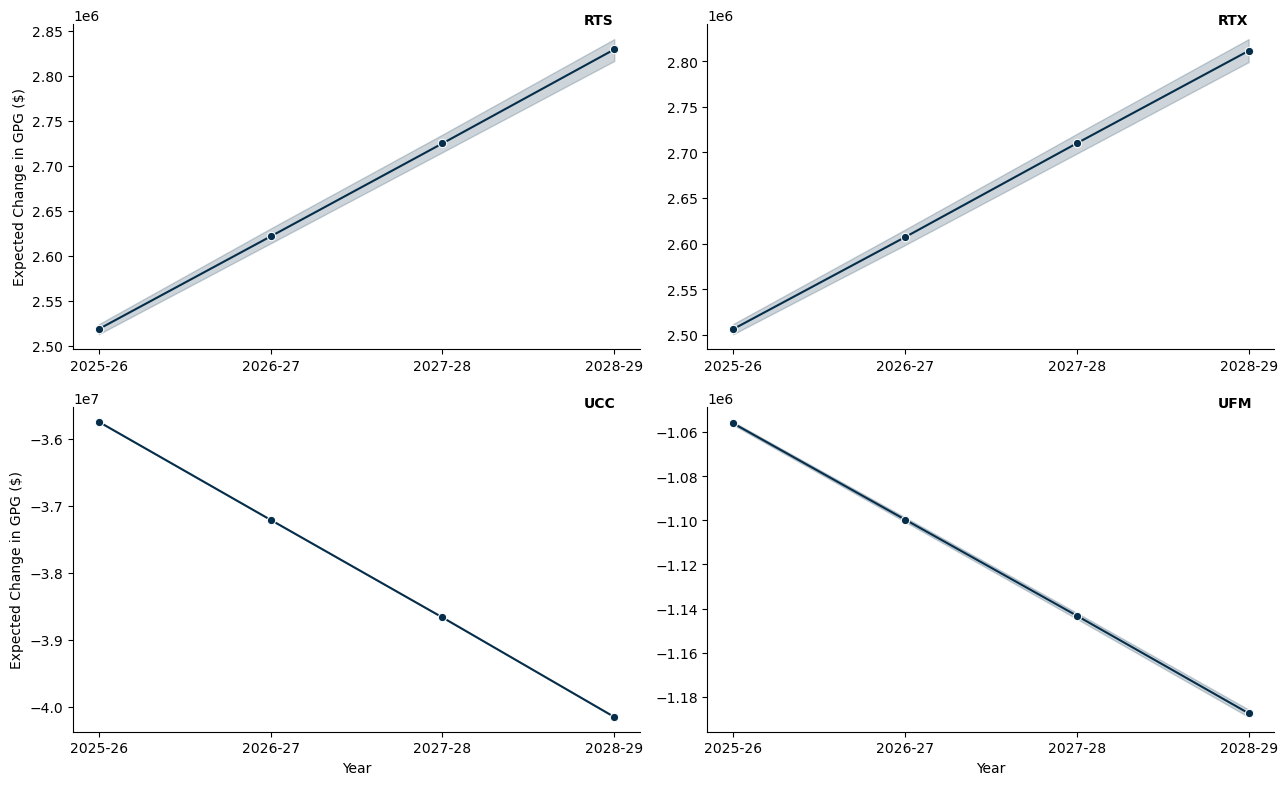 1e6
RTS
Expected Change in GPG ($)
2.85
2.80
2.75
2.70
2.65
2.60
2.55
2.50
2025-26 2026-27 2027-28 2028-29
1e6
RTX
2.80
2.75
2.70
2.65
2.60
2.55
2.50
2025-26 2026-27 2027-28 2028-29
1e7
UCC
Expected Change in GPG ($)
−3.6
−3.7
−3.8
−3.9
−4.0
2025-26 2026-27 2027-28 2028-29
Year
1e6
UFM
−1.06
−1.08
−1.10
−1.12
−1.14
−1.16
−1.18
2025-26 2026-27 2027-28 2028-29
Year